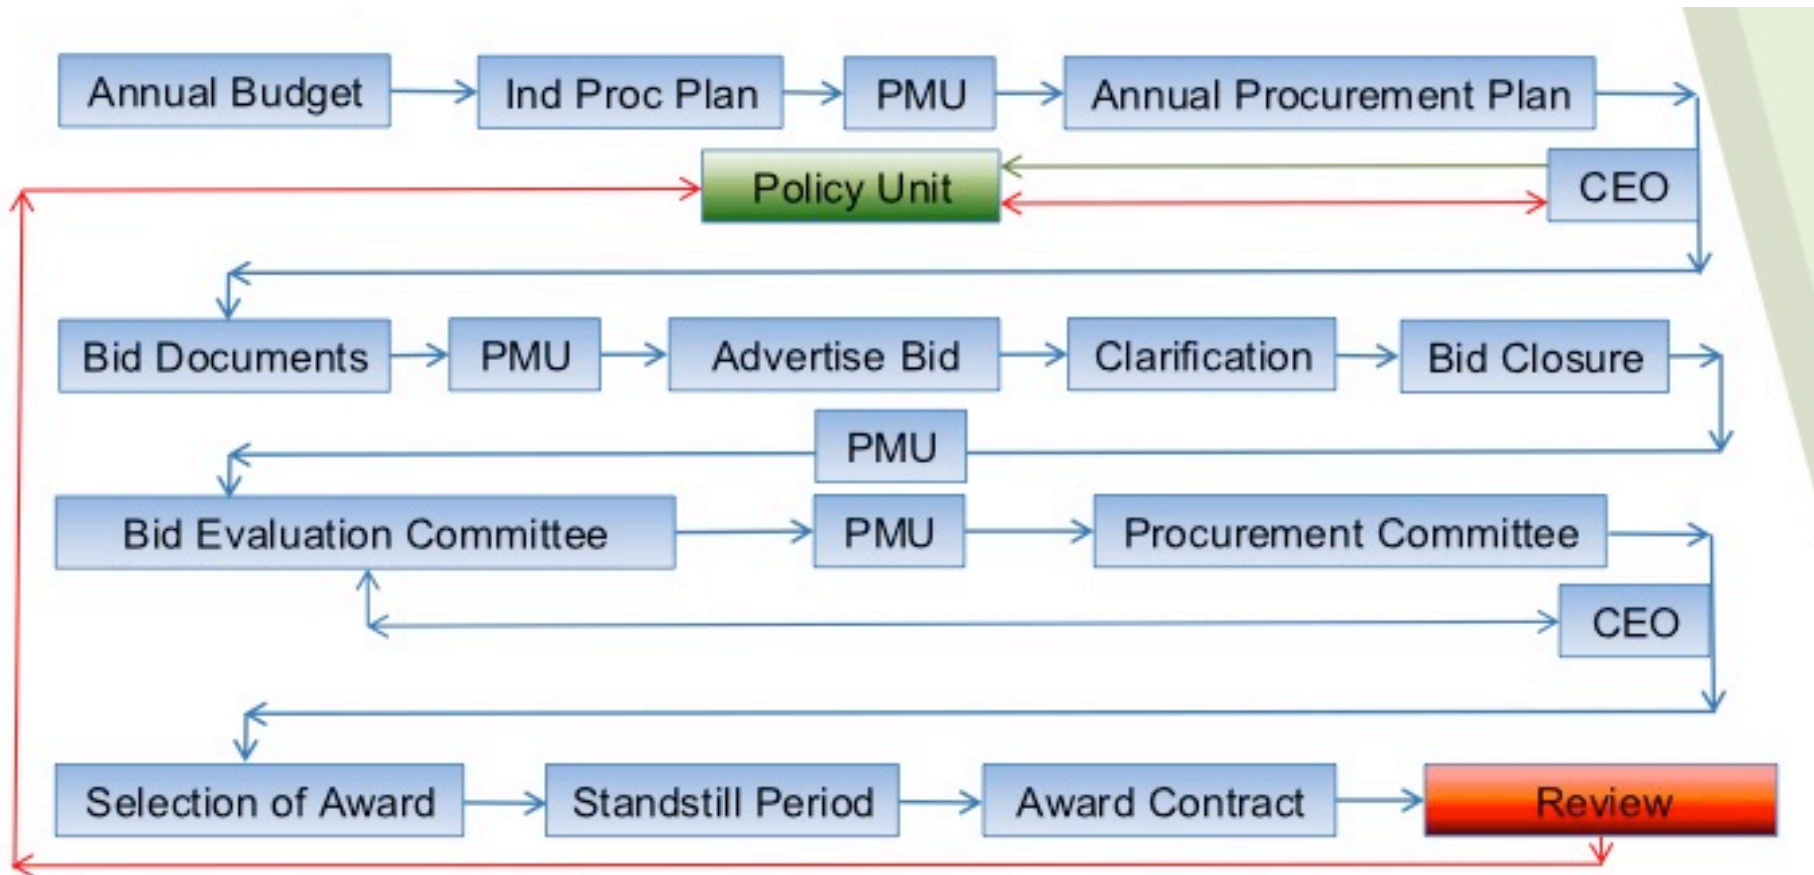 Annual Budget
Ind Proc Plan
PMU
Annual Procurement Plan
Policy Unit
CEO
Bid Documents
PMU
Advertise Bid
Clarification
Bid Closure
PMU
Bid Evaluation Committee
PMU
Procurement Committee
CEO
Selection of Award
Standstill Period
Award Contract
Review